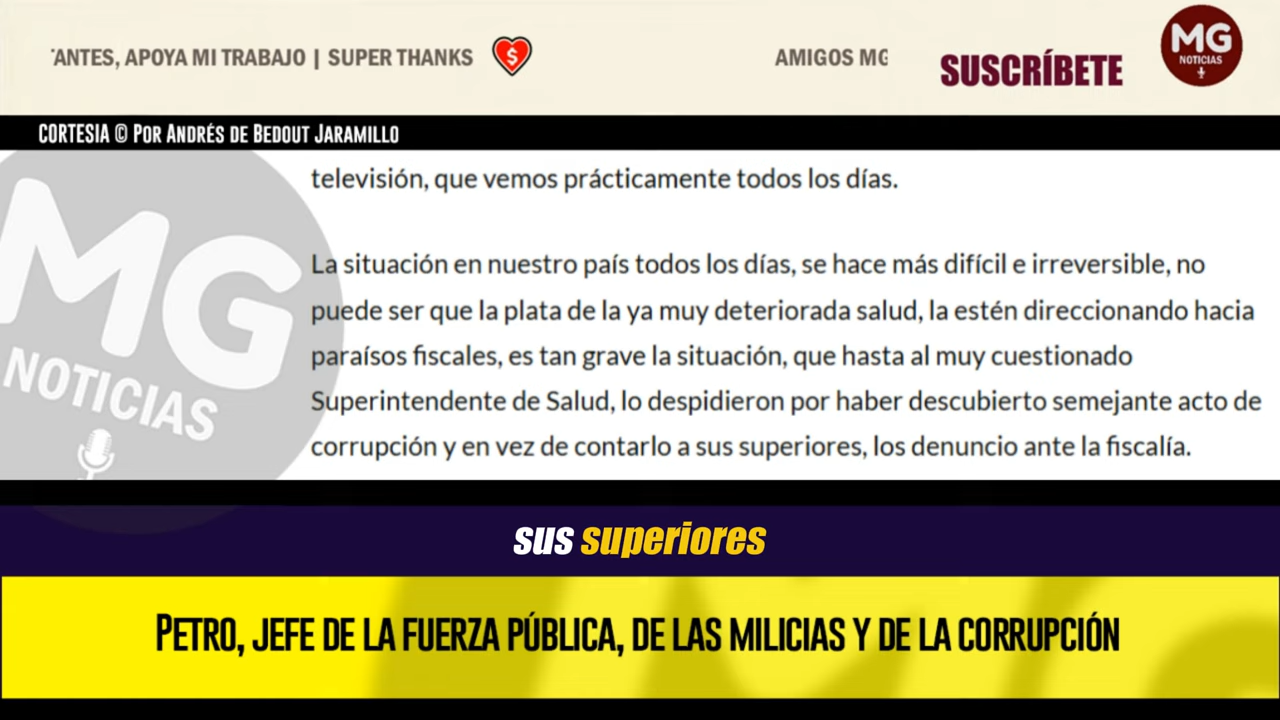 'ANTES, APOYA MI TRABAJO | SUPER THANKS
$
AMIGOS MG
SUSCRÍBETE
MG
NOTICIAS
CORTESIA © POR ANDRÉS DE BEDOUT JARAMILLO
televisión, que vemos prácticamente todos los días.
La situación en nuestro país todos los días, se hace más difícil e irreversible, no
puede ser que la plata de la ya muy deteriorada salud, la estén direccionando hacia
paraísos fiscales, es tan grave la situación, que hasta al muy cuestionado
Superintendente de Salud, lo despidieron por haber descubierto semejante acto de
corrupción y en vez de contarlo a sus superiores, los denuncio ante la fiscalía.
MG
NOTICIAS
sus superiores
PETRO, JEFE DE LA FUERZA PÚBLICA, DE LAS MILICIAS Y DE LA CORRUPCIÓN